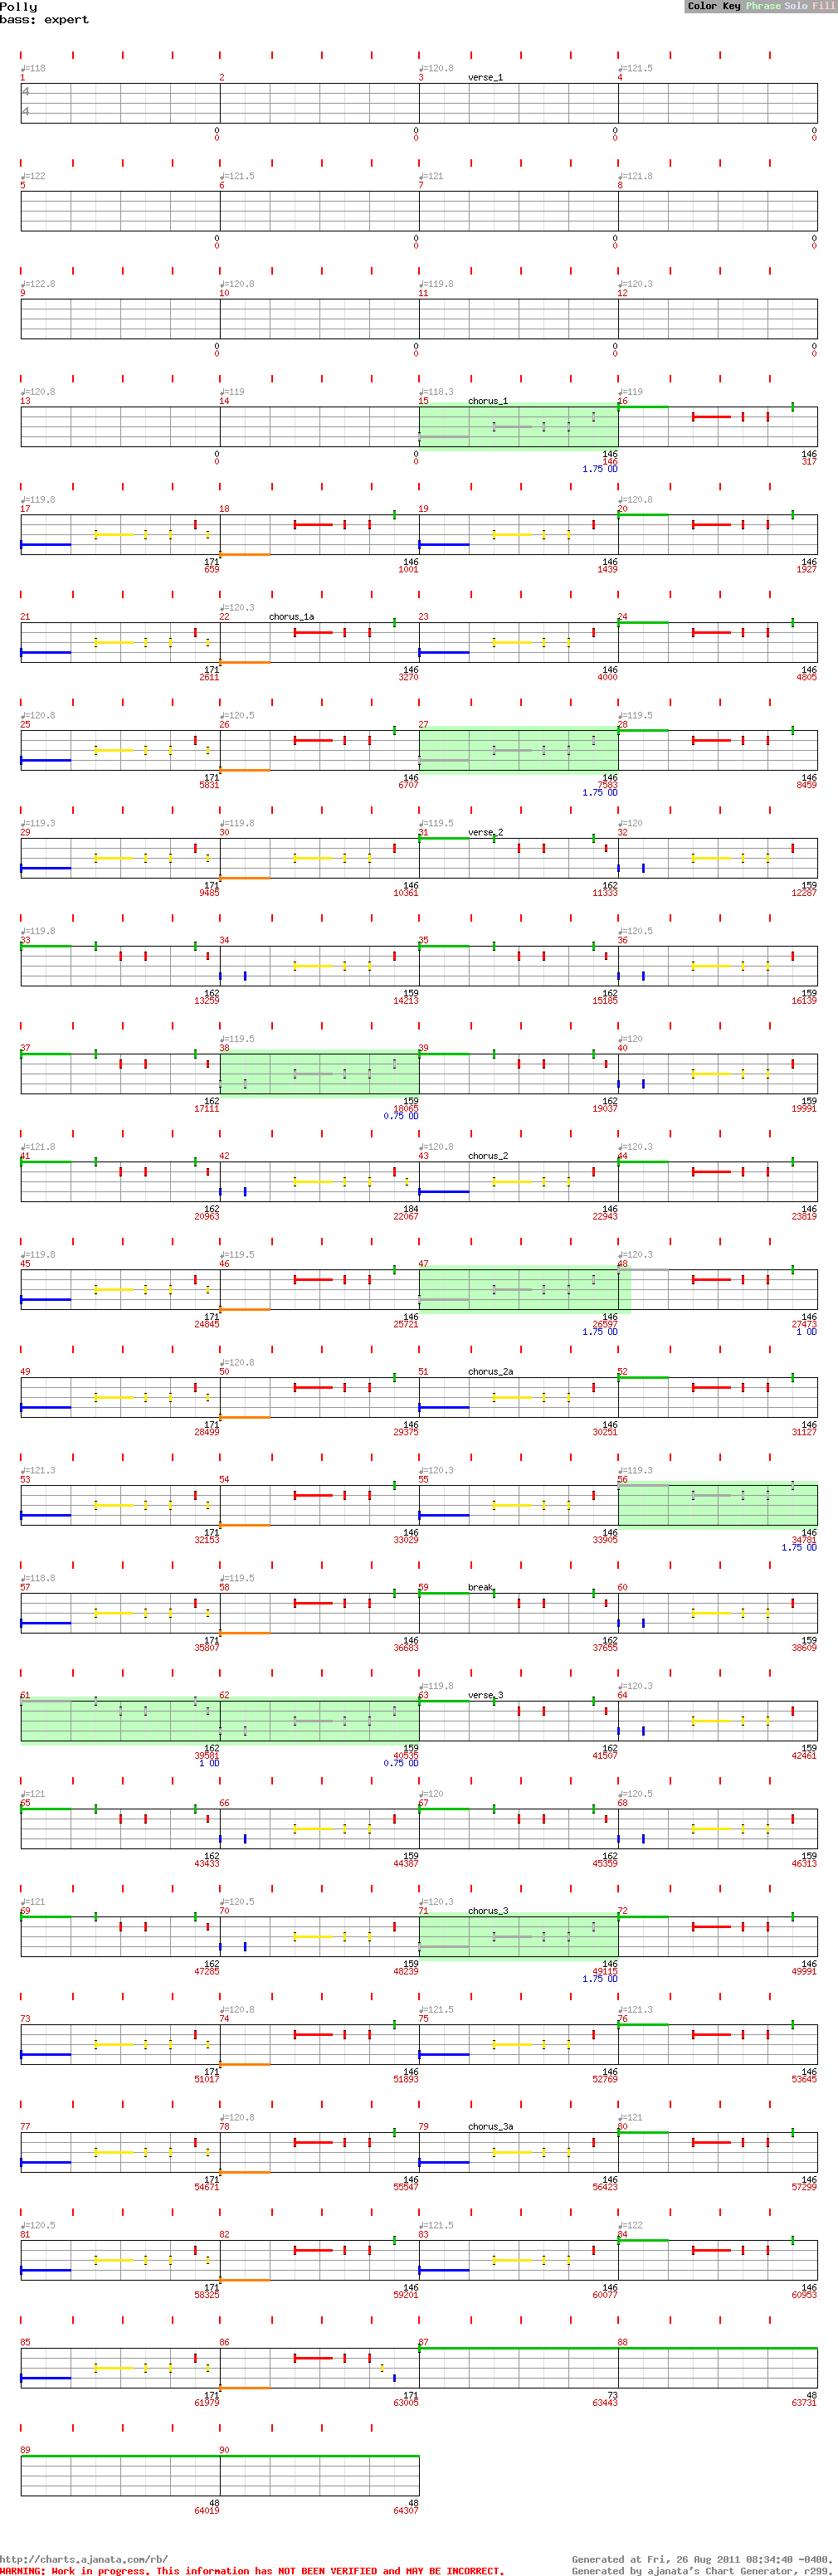 Polly
Color Key Phrase Solo Fill
bass: expert
♩=118 ♩=120.8 ♩=121.5
1 2 3 verse_1 4
4
4
0 0 0 0
0 0 0 0
♩=122 ♩=121.5 ♩=121 ♩=121.8
5 6 7 8
0 0 0 0
0 0 0 0
♩=122.8 ♩=120.8 ♩=119.8 ♩=120.3
9 10 11 12
0 0 0 0
0 0 0 0
♩=120.8 ♩=119 ♩=118.3 ♩=119
13 14 15 chorus_1 16
0 0 146 146
0 0 146 317
1.75 OD
♩=119.8 ♩=120.8
17 18 19 20
171 146 146 146
659 1001 1439 1927
♩=120.3
21 22 chorus_1a 23 24
171 146 146 146
2611 3270 4000 4805
♩=120.8 ♩=120.5 ♩=119.5
25 26 27 28
171 146 146 146
5831 6707 7583 8459
1.75 OD
♩=119.3 ♩=119.8 ♩=119.5 ♩=120
29 30 31 verse_2 32
171 146 162 159
9485 10361 11333 12287
♩=119.8 ♩=120.5
33 34 35 36
162 159 162 159
13259 14213 15185 16139
♩=119.5 ♩=120
37 38 39 40
162 159 162 159
17111 18065 19037 19991
0.75 OD
♩=121.8 ♩=120.8 ♩=120.3
41 42 43 chorus_2 44
162 184 146 146
20963 22067 22943 23819
♩=119.8 ♩=119.5 ♩=120.3
45 46 47 48
171 146 146 146
24845 25721 26597 27473
1.75 OD 1 OD
♩=120.8
49 50 51 chorus_2a 52
171 146 146 146
28499 29375 30251 31127
♩=121.3 ♩=120.3 ♩=119.3
53 54 55 56
171 146 146 146
32153 33029 33905 34781
1.75 OD
♩=118.8 ♩=119.5
57 58 59 break 60
171 146 162 159
35807 36683 37655 38609
♩=119.8 ♩=120.3
61 62 63 verse_3 64
162 159 162 159
39581 40535 41507 42461
1 OD 0.75 OD
♩=121 ♩=120 ♩=120.5
65 66 67 68
162 159 162 159
43433 44387 45359 46313
♩=121 ♩=120.5 ♩=120.3
69 70 71 chorus_3 72
162 159 146 146
47285 48239 49115 49991
1.75 OD
♩=120.8 ♩=121.5 ♩=121.3
73 74 75 76
171 146 146 146
51017 51893 52769 53645
♩=120.8 ♩=121
77 78 79 chorus_3a 80
171 146 146 146
54671 55547 56423 57299
♩=120.5 ♩=121.5 ♩=122
81 82 83 84
171 146 146 146
58325 59201 60077 60953
85 86 87 88
171 171 73 48
61979 63005 63443 63731
89 90
48 48
64019 64307
http://charts.ajanata.com/rb/ Generated at Fri, 26 Aug 2011 08:34:40 -0400.
WARNING: Work in progress. This information has NOT BEEN VERIFIED and MAY BE INCORRECT. Generated by ajanata's Chart Generator, r299.